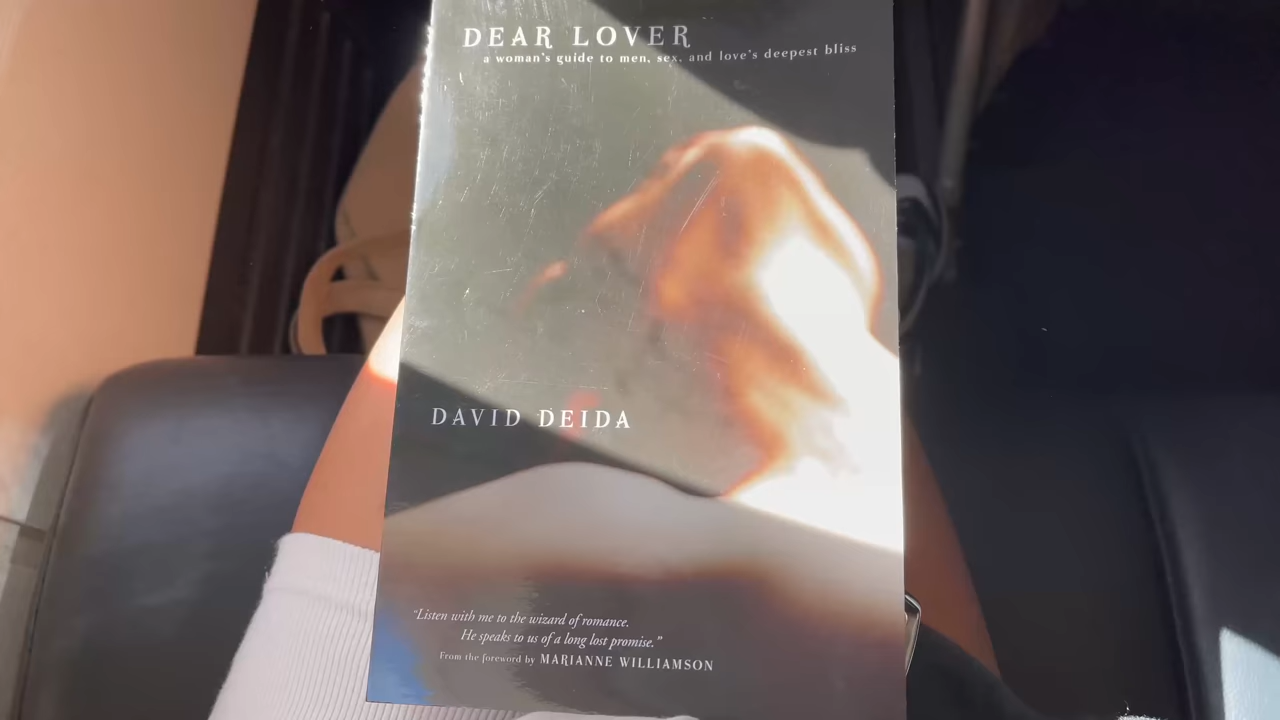 DEAR LOVER
a woman's guide to men, sex, and love's deepest bliss
DAVID DEIDA
“Listen with me to the wizard of romance.
He speaks to us of a long lost promise.”
From the foreword by MARIANNE WILLIAMSON